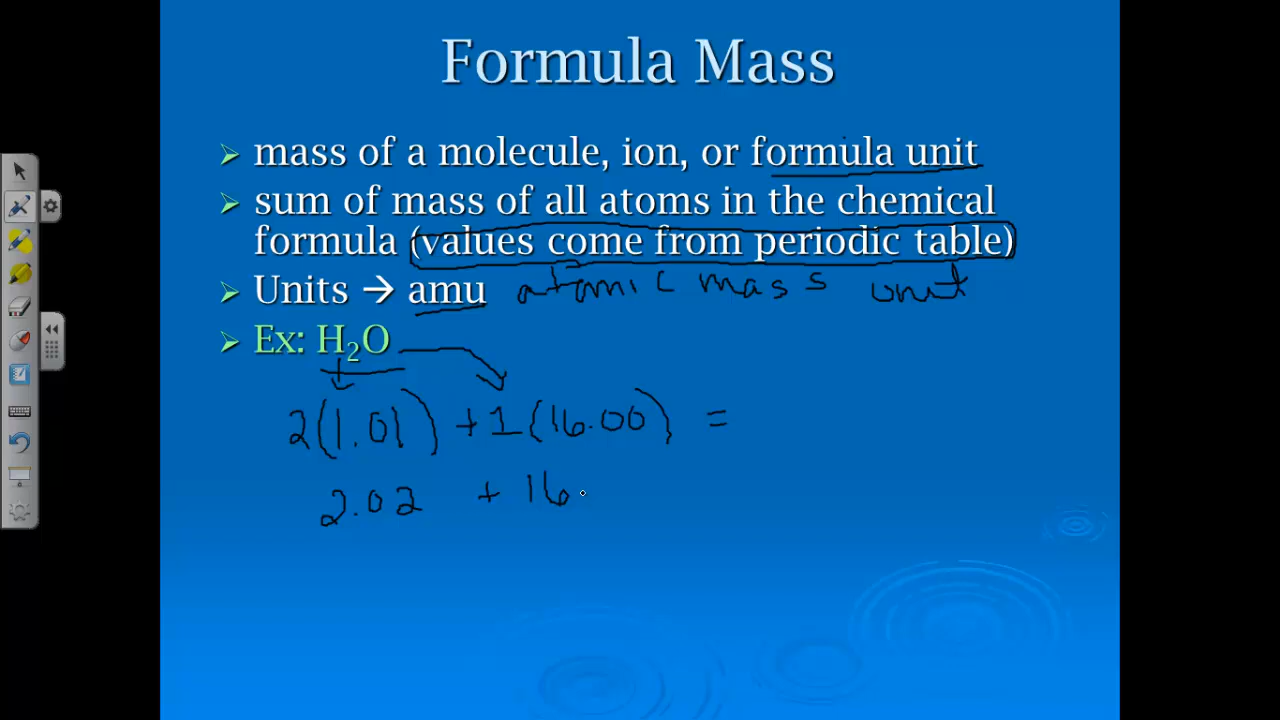 Formula Mass
➢ mass of a molecule, ion, or formula unit
➢ sum of mass of all atoms in the chemical
formula (values come from periodic table)
➢ Units → amu atomic mass unit
➢ Ex: H₂O
2(1.01) + 1(16.00) =
2.02 + 16